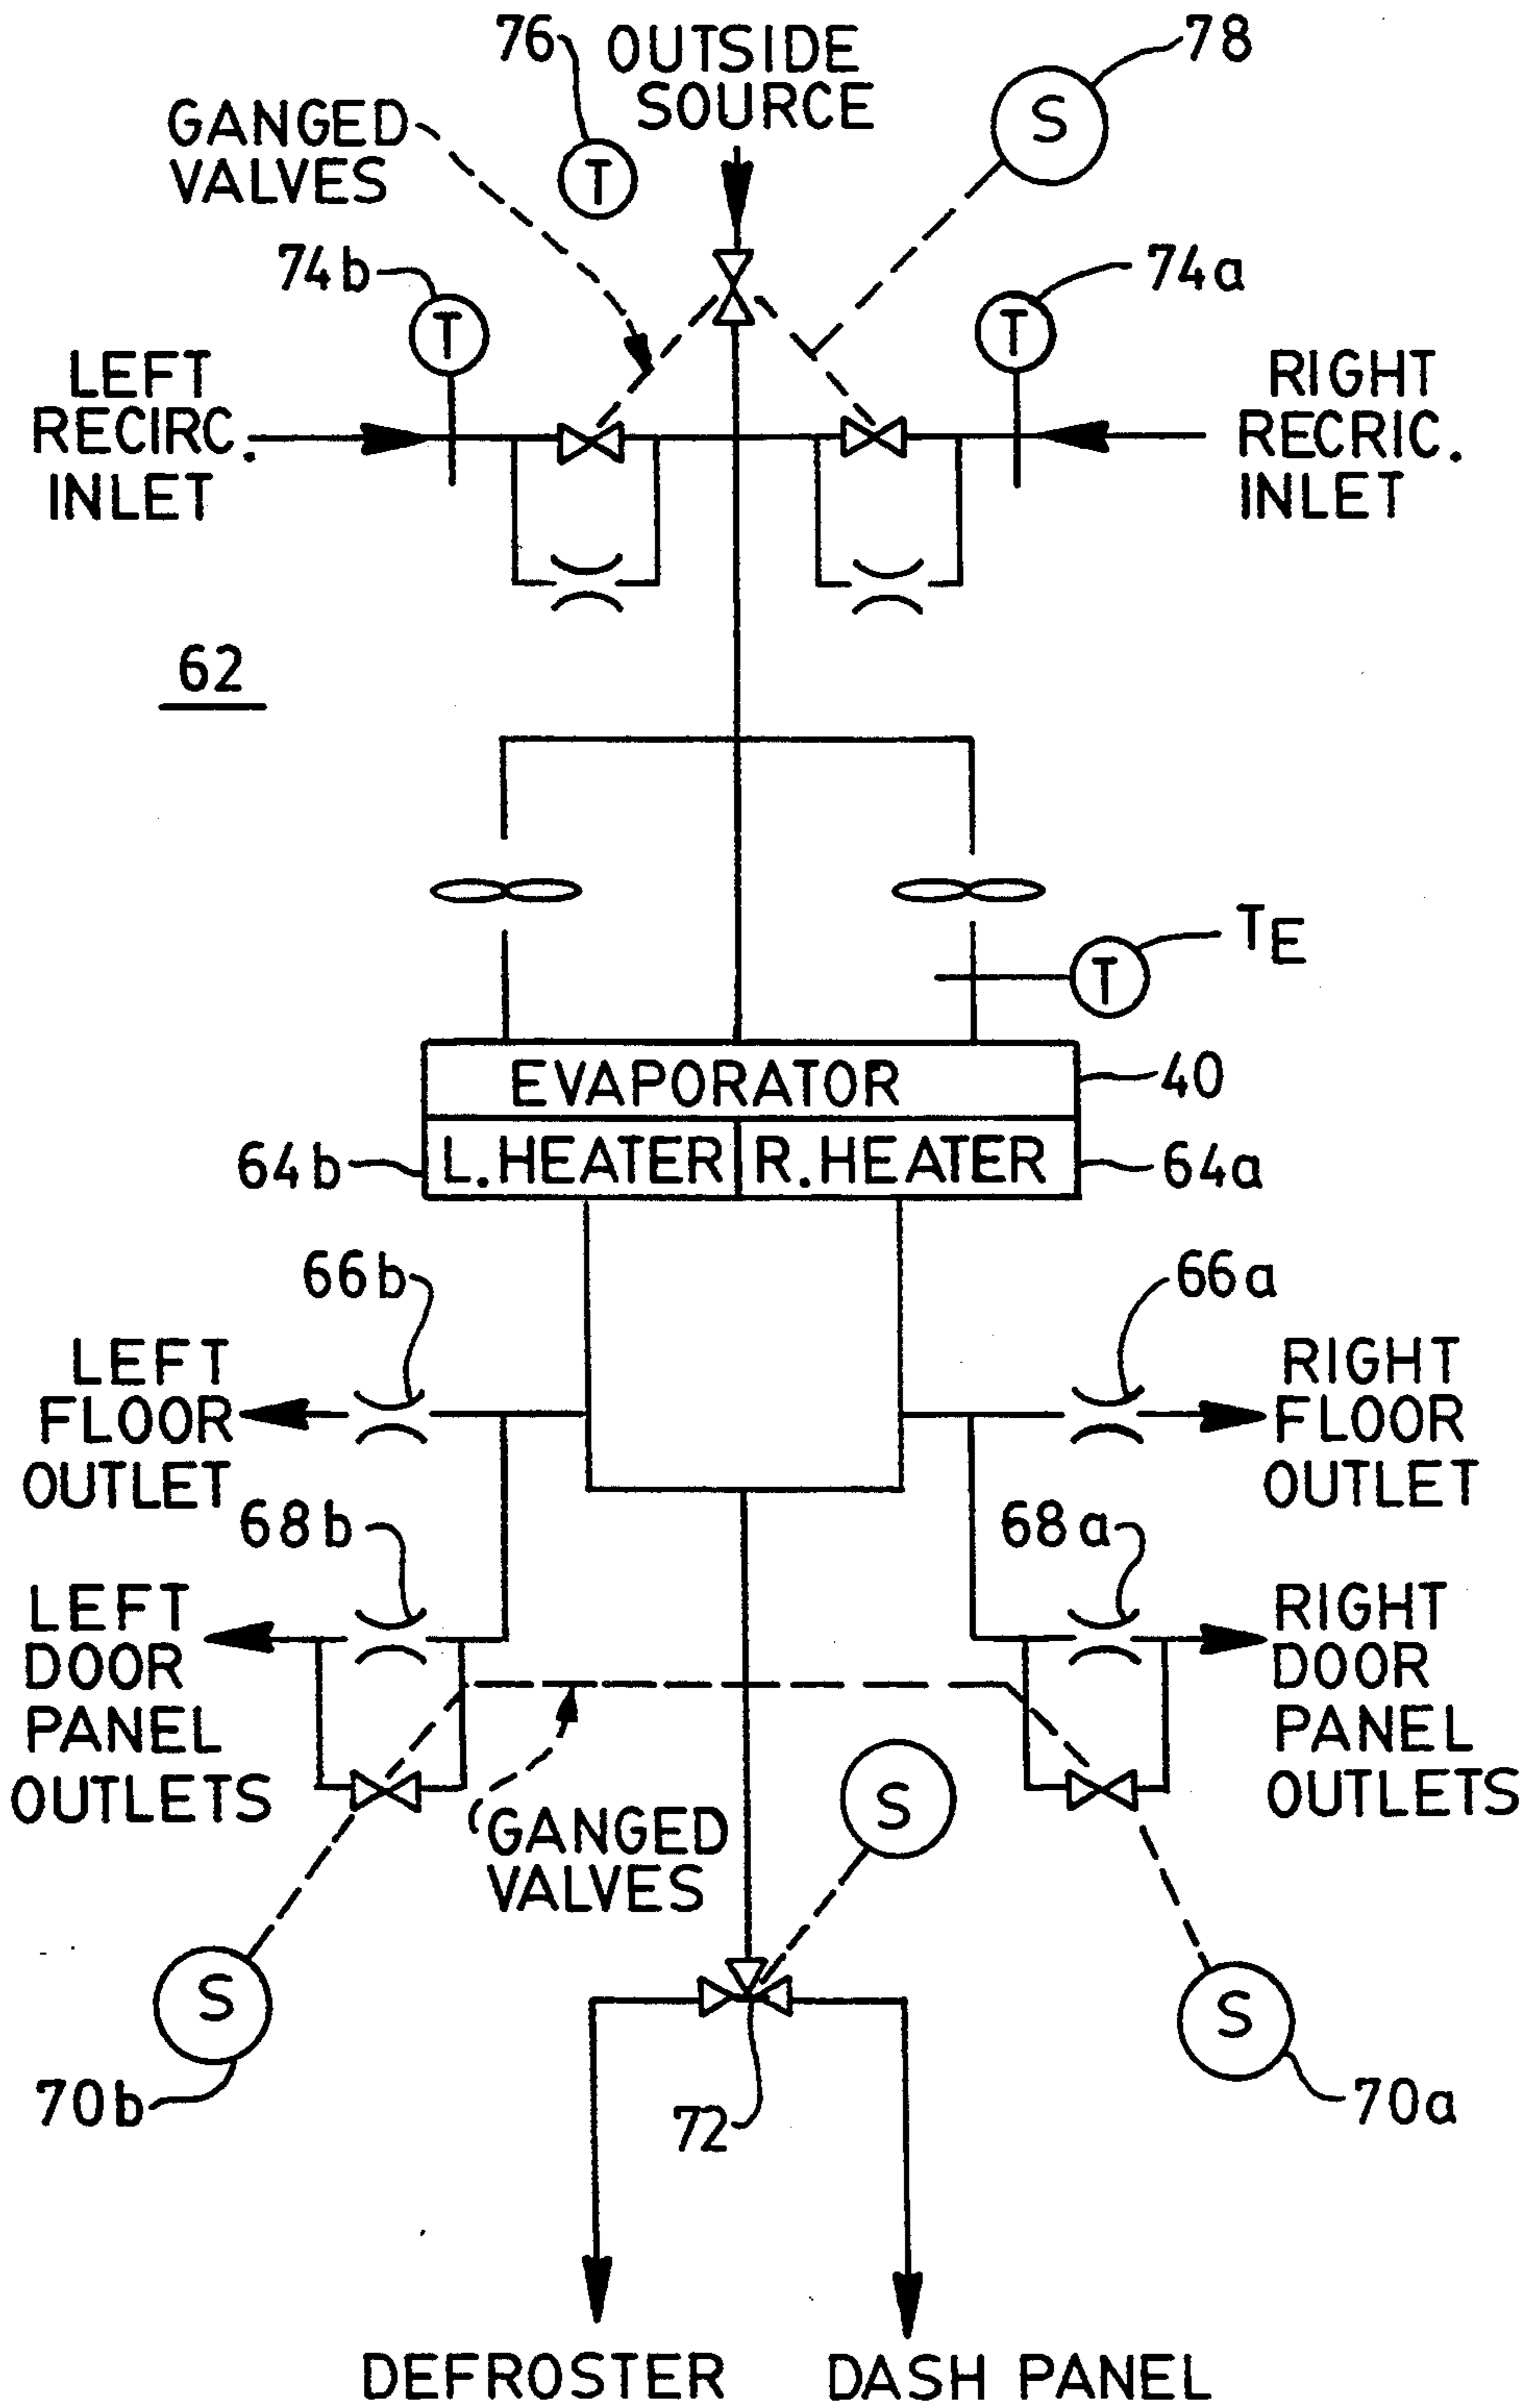 76
OUTSIDE
SOURCE
78
S
GANGED
VALVES
T
74b
T
74a
T
LEFT
RECIRC.
INLET
RIGHT
RECRIC.
INLET
62
TE
T
EVAPORATOR
40
64b
L.HEATER
R.HEATER
64a
66b
66a
LEFT
FLOOR
OUTLET
RIGHT
FLOOR
OUTLET
68b
68a
LEFT
DOOR
PANEL
OUTLETS
RIGHT
DOOR
PANEL
OUTLETS
GANGED
VALVES
S
S
S
70b
72
70a
DEFROSTER
DASH PANEL